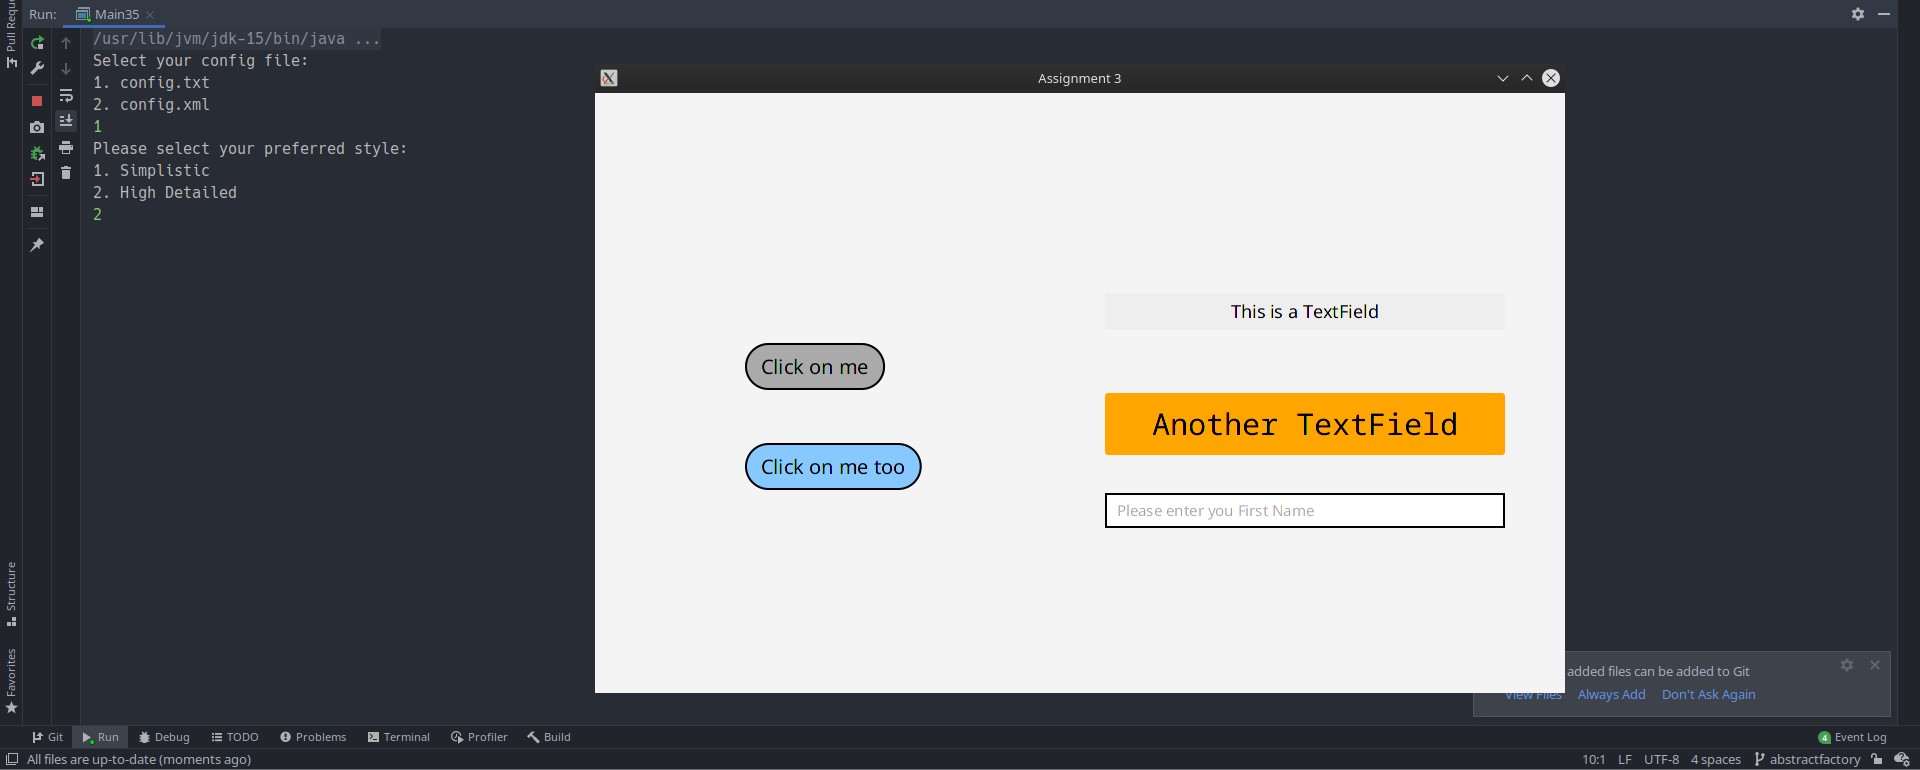 Pull Reque
Run: Main35
/usr/lib/jvm/jdk-15/bin/java ...
Select your config file:
1. config.txt
2. config.xml
1
Please select your preferred style:
1. Simplistic
2. High Detailed
2
Assignment 3
This is a TextField
Click on me
Another TextField
Click on me too
Please enter you First Name
Structure
Favorites
added files can be added to Git
View Files Always Add Don't Ask Again
Git Run Debug TODO Problems Terminal Profiler Build 4 Event Log
All files are up-to-date (moments ago) 10:1 LF UTF-8 4 spaces abstractfactory